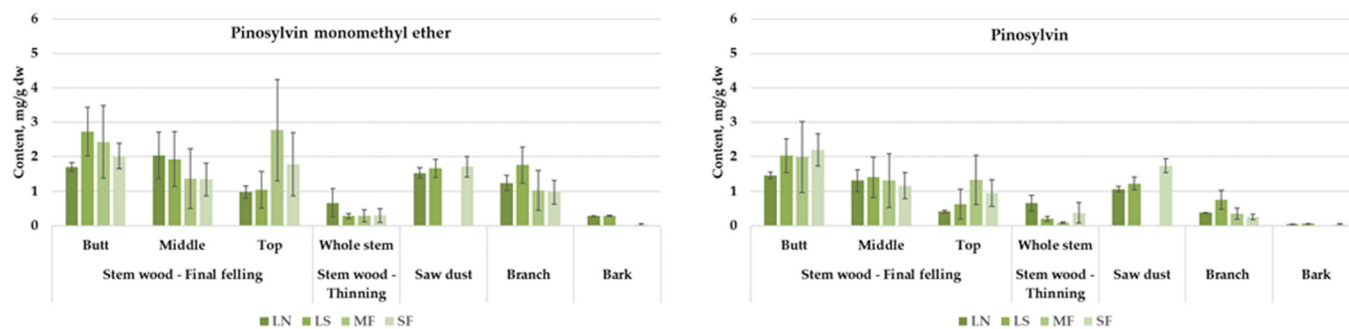 Pinosylvin monomethyl ether
Content, mg/g dw
6
5
4
3
2
1
0
Butt Middle Top Whole stem
Stem wood - Final felling Stem wood - Thinning Saw dust Branch Bark
LN LS MF SF
Pinosylvin
Content, mg/g dw
6
5
4
3
2
1
0
Butt Middle Top Whole stem
Stem wood - Final felling Stem wood - Thinning Saw dust Branch Bark
LN LS MF SF